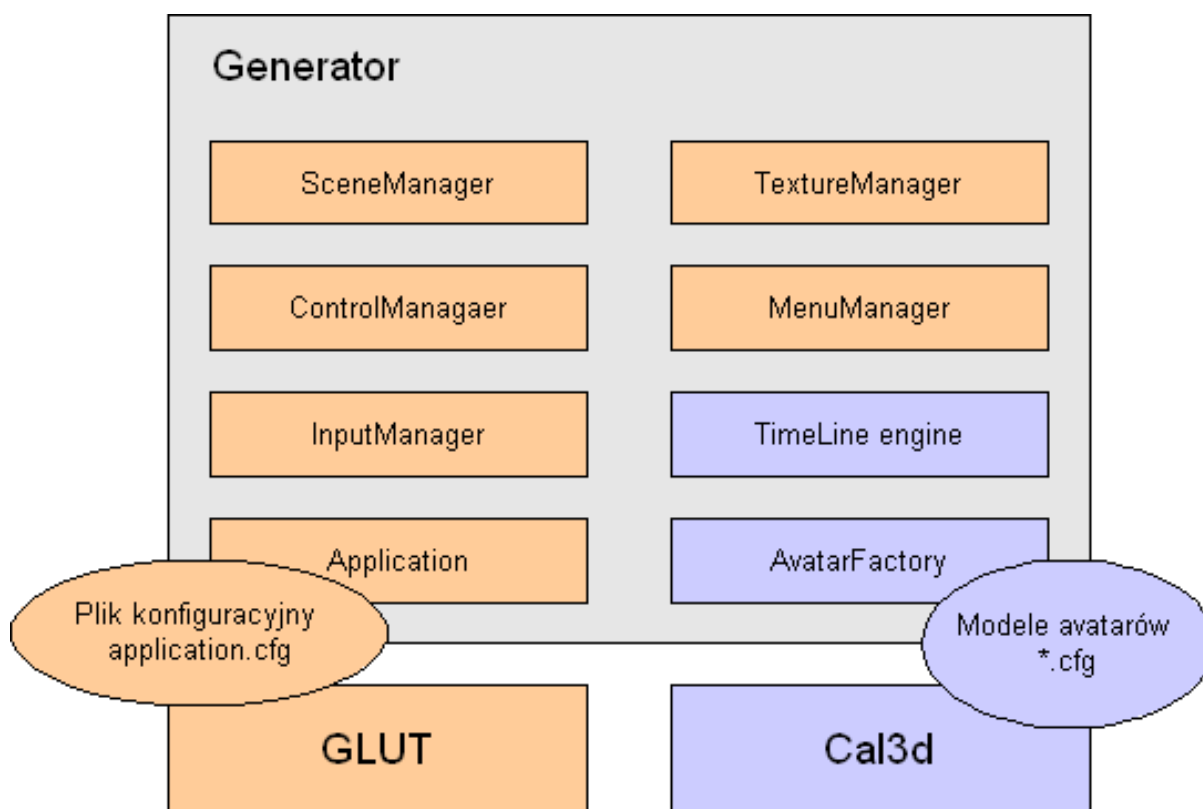 Generator
SceneManager
TextureManager
ControlManagaer
MenuManager
InputManager
TimeLine engine
Application
AvatarFactory
Plik konfiguracyjny
application.cfg
Modele avatarów
*.cfg
GLUT
Cal3d